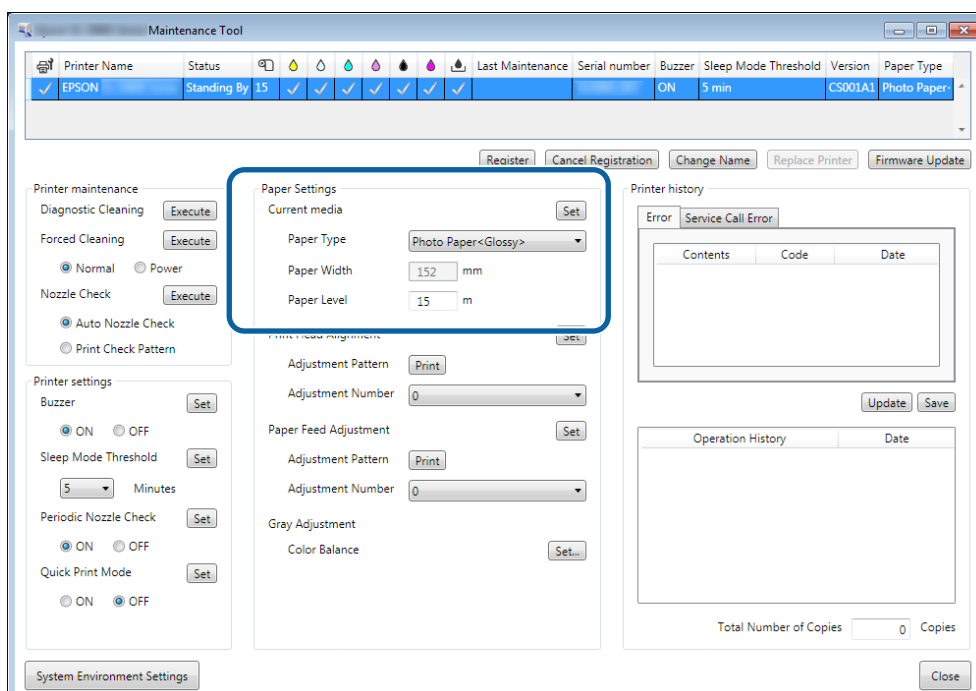 Maintenance Tool
Printer Name Status Last Maintenance Serial number Buzzer Sleep Mode Threshold Version Paper Type
EPSON Standing By 15 ON 5 min CS001A1 Photo Paper
Register Cancel Registration Change Name Replace Printer Firmware Update
Printer maintenance
Diagnostic Cleaning Execute
Forced Cleaning Execute
Normal Power
Nozzle Check Execute
Auto Nozzle Check
Print Check Pattern
Printer settings
Buzzer Set
ON OFF
Sleep Mode Threshold Set
5 Minutes
Periodic Nozzle Check Set
ON OFF
Quick Print Mode Set
ON OFF
Paper Settings
Current media Set
Paper Type Photo Paper<Glossy>
Paper Width 152 mm
Paper Level 15 m
Print Head Alignment Set
Adjustment Pattern Print
Adjustment Number 0
Paper Feed Adjustment Set
Adjustment Pattern Print
Adjustment Number 0
Gray Adjustment
Color Balance Set...
Printer history
Error Service Call Error
Contents Code Date
Update Save
Operation History Date
Total Number of Copies 0 Copies
System Environment Settings Close